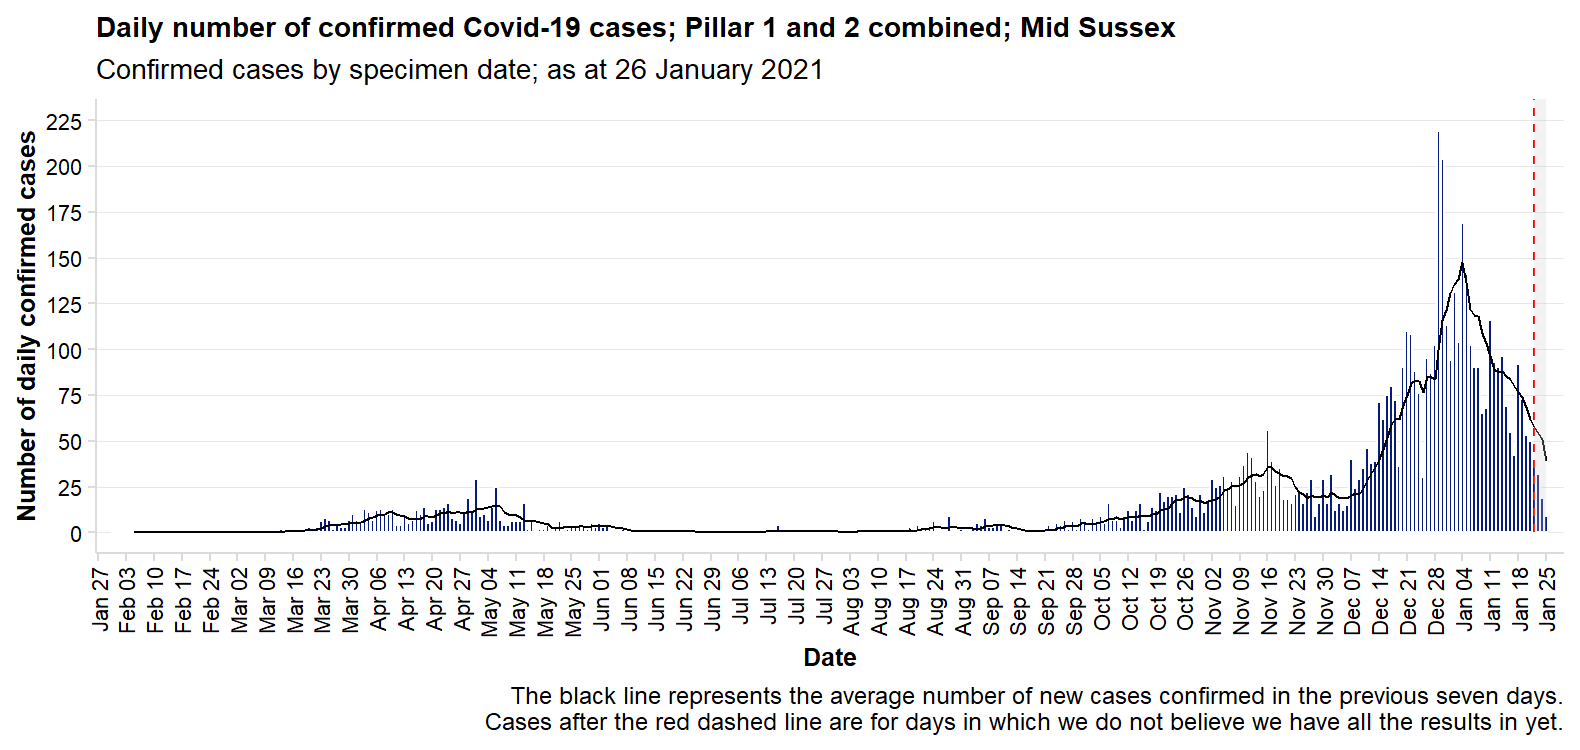 Daily number of confirmed Covid-19 cases; Pillar 1 and 2 combined; Mid Sussex
Confirmed cases by specimen date; as at 26 January 2021
Number of daily confirmed cases
225
200
175
150
125
100
75
50
25
0
Jan 27
Feb 03
Feb 10
Feb 17
Feb 24
Mar 02
Mar 09
Mar 16
Mar 23
Mar 30
Apr 06
Apr 13
Apr 20
Apr 27
May 04
May 11
May 18
May 25
Jun 01
Jun 08
Jun 15
Jun 22
Jun 29
Jul 06
Jul 13
Jul 20
Jul 27
Aug 03
Aug 10
Aug 17
Aug 24
Aug 31
Sep 07
Sep 14
Sep 21
Sep 28
Oct 05
Oct 12
Oct 19
Oct 26
Nov 02
Nov 09
Nov 16
Nov 23
Nov 30
Dec 07
Dec 14
Dec 21
Dec 28
Jan 04
Jan 11
Jan 18
Jan 25
Date
The black line represents the average number of new cases confirmed in the previous seven days.
Cases after the red dashed line are for days in which we do not believe we have all the results in yet.